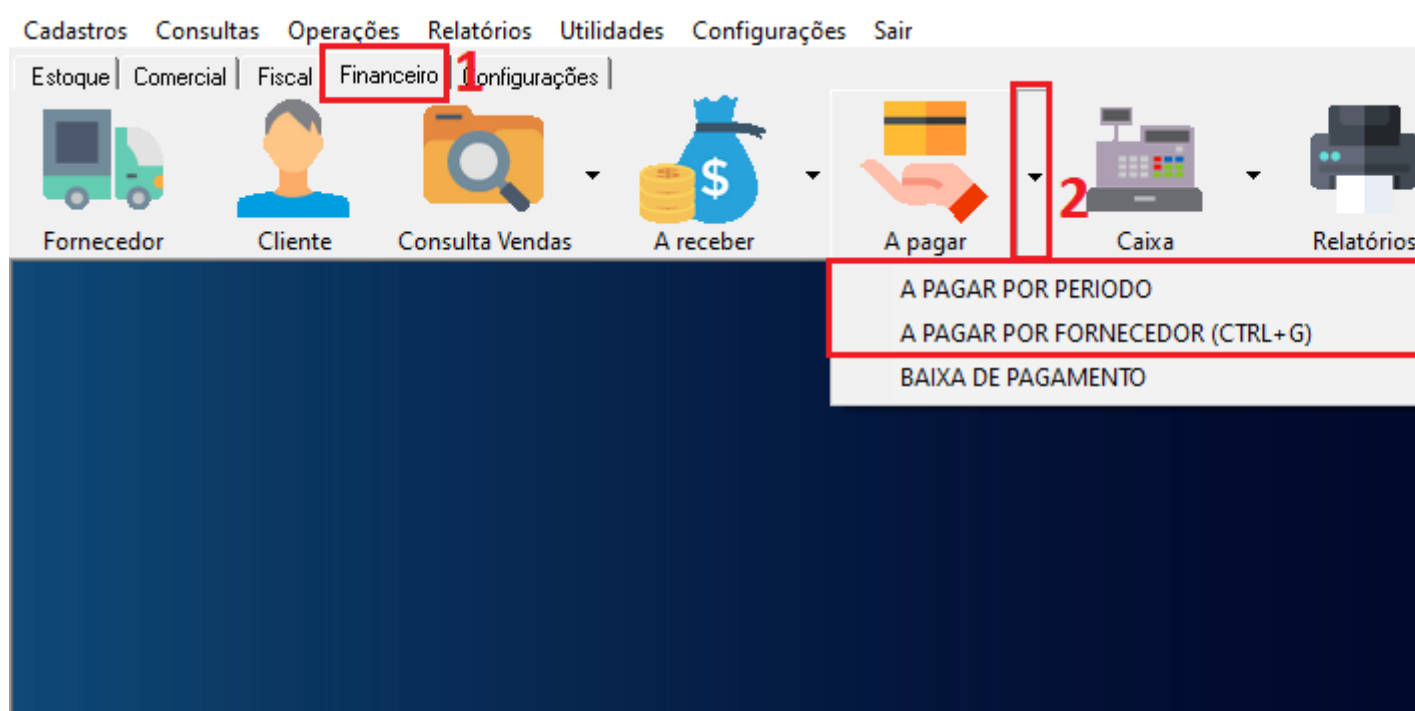 Cadastros Consultas Operações Relatórios Utilidades Configurações Sair
Estoque Comercial Fiscal Financeiro 1 Configurações
$ $
2
Fornecedor Cliente Consulta Vendas A receber A pagar Caixa Relatórios
A PAGAR POR PERIODO
A PAGAR POR FORNECEDOR (CTRL+G)
BAIXA DE PAGAMENTO